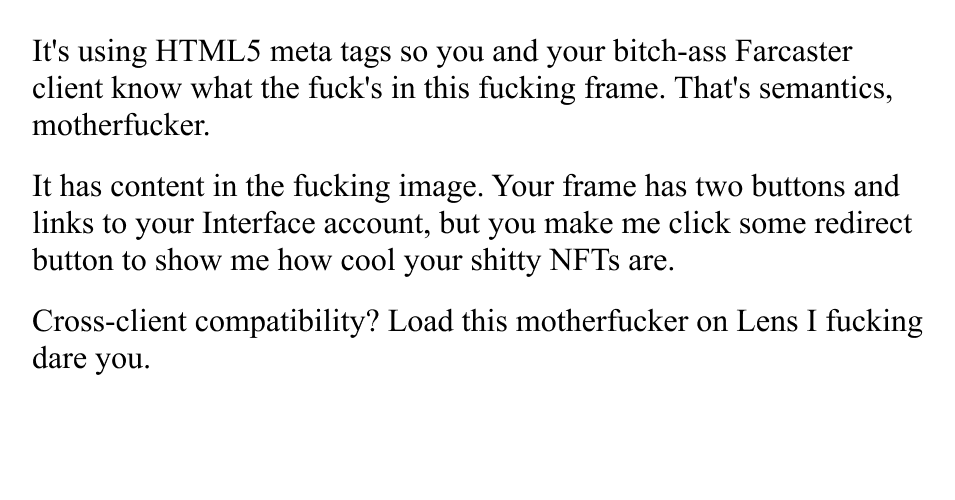 It's using HTML5 meta tags so you and your bitch-ass Farcaster
client know what the fuck's in this fucking frame. That's semantics,
motherfucker.
It has content in the fucking image. Your frame has two buttons and
links to your Interface account, but you make me click some redirect
button to show me how cool your shitty NFTs are.
Cross-client compatibility? Load this motherfucker on Lens I fucking
dare you.